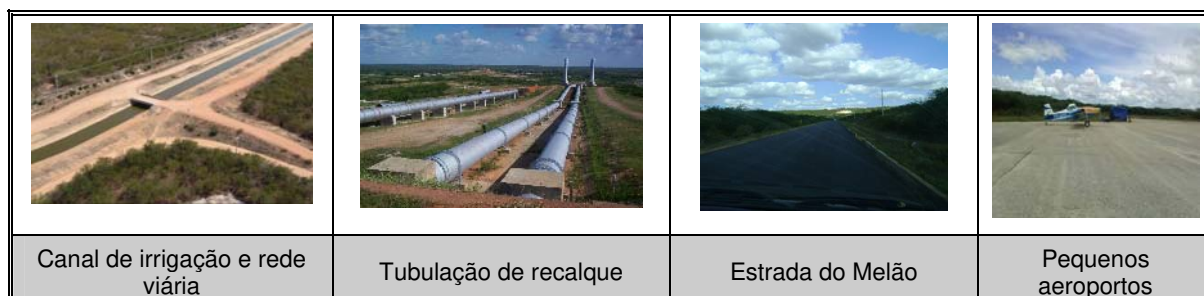 Canal de irrigação e rede
viária
Tubulação de recalque
Estrada do Melão
Pequenos
aeroportos